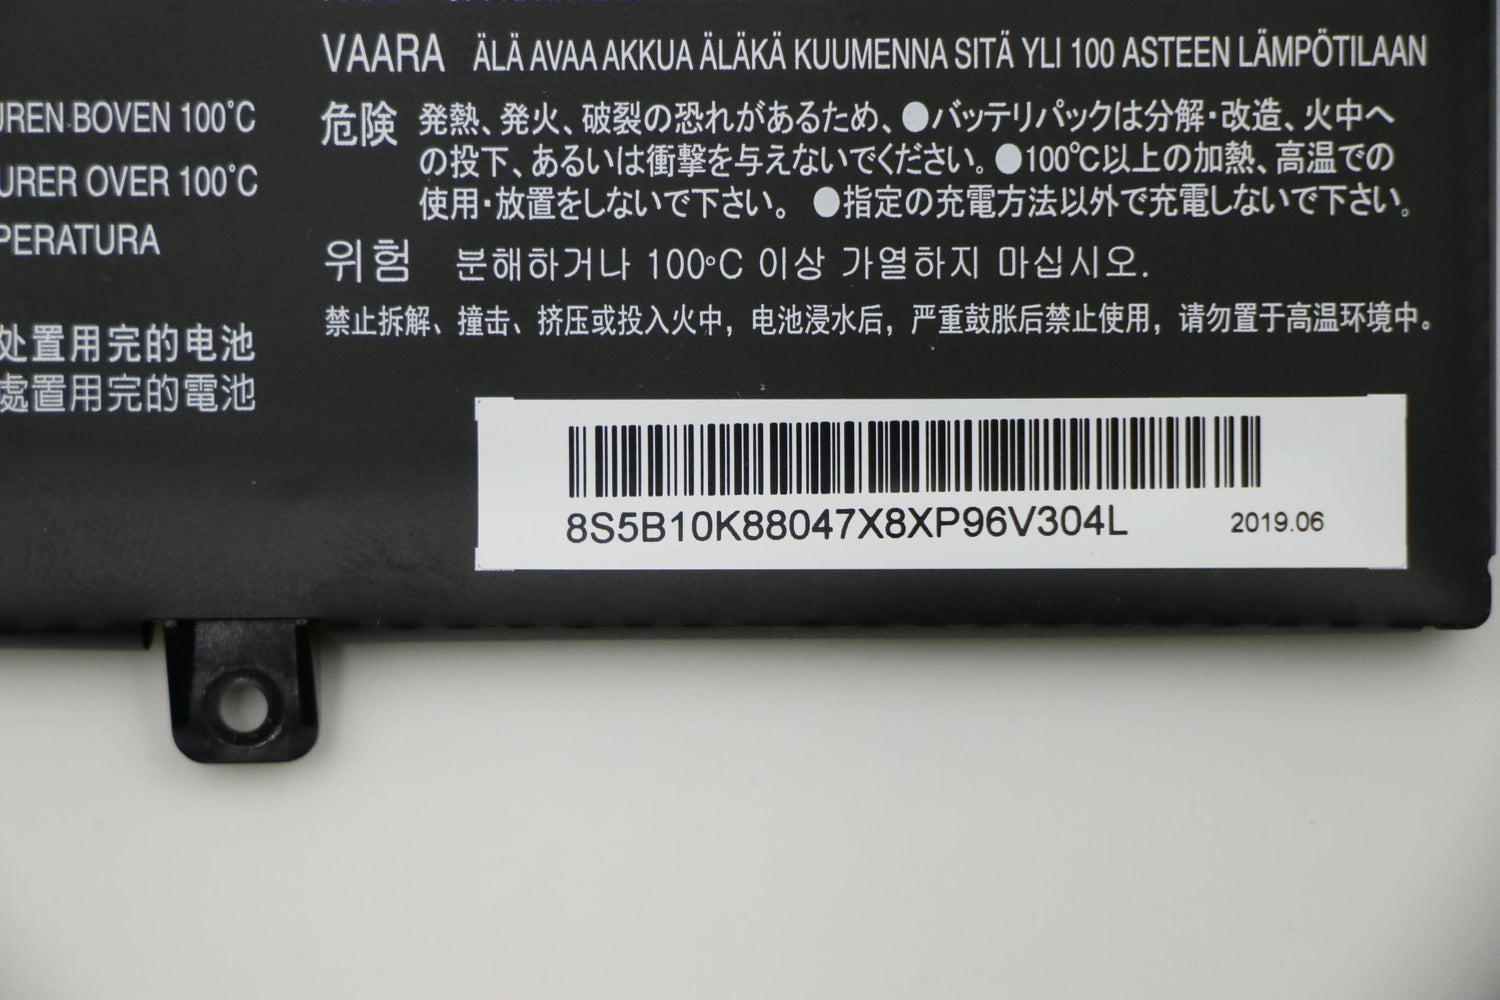 UREN BOVEN 100°C
URER OVER 100°C
PERATURA
处置用完的电池
處置用完的電池
VAARA ÄLÄ AVAA AKKUA ÄLÄKÄ KUUMENNA SITÄ YLI 100 ASTEEN LÄMPÖTILAAN
危険 発熱、発火、破裂の恐れがあるため、●バッテリパックは分解・改造、火中へ
の投下、あるいは衝撃を与えないでください。●100℃以上の加熱、高温での
使用・放置をしないで下さい。 ●指定の充電方法以外で充電しないで下さい。
위험 분해하거나 100°C 이상 가열하지 마십시오.
禁止拆解、撞击、挤压或投入火中，电池浸水后，严重鼓胀后禁止使用，请勿置于高温环境中。
8S5B10K88047X8XP96V304L 2019.06